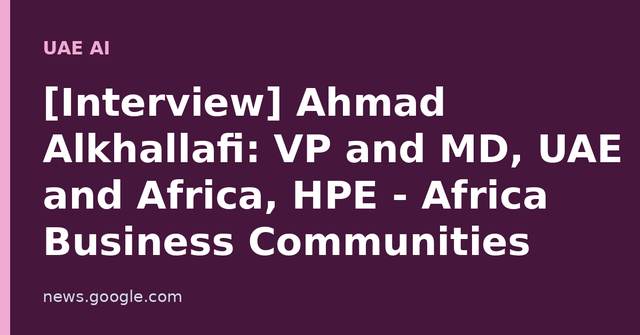 UAE AI
[Interview] Ahmad
Alkhallafi: VP and MD, UAE
and Africa, HPE - Africa
Business Communities
news.google.com